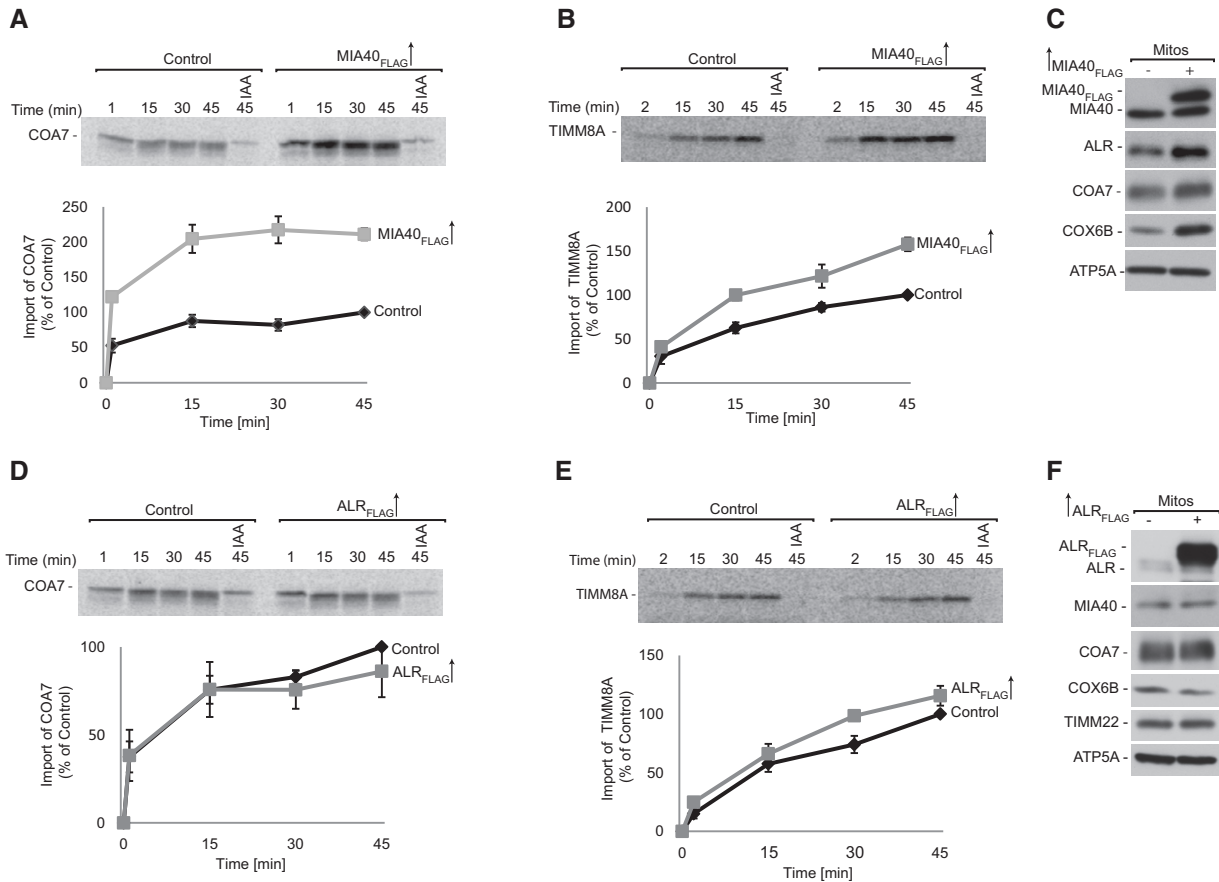 A
Control
MIA40FLAG↑
Time (min) 1 15 30 45 45 IAA 1 15 30 45 45 IAA
COA7 -
Import of COA7
(% of Control)
250
200
150
100
50
0
MIA40FLAG↑
Control
0 15 30 45
Time [min]
B
Control
MIA40FLAG↑
Time (min) 2 15 30 45 45 IAA 2 15 30 45 45 IAA
TIMM8A -
Import of TIMM8A
(% of Control)
200
150
100
50
0
MIA40FLAG↑
Control
0 15 30 45
Time [min]
C
Mitos
↑MIA40FLAG - +
MIA40FLAG -
MIA40 -
ALR -
COA7 -
COX6B -
ATP5A -
D
Control
ALRFLAG↑
Time (min) 1 15 30 45 45 IAA 1 15 30 45 45 IAA
COA7 -
Import of COA7
(% of Control)
100
50
0
Control
ALRFLAG↑
0 15 30 45
Time [min]
E
Control
ALRFLAG↑
Time (min) 2 15 30 45 45 IAA 2 15 30 45 45 IAA
TIMM8A -
Import of TIMM8A
(% of Control)
150
100
50
0
ALRFLAG↑
Control
0 15 30 45
Time [min]
F
Mitos
↑ALRFLAG - +
ALRFLAG -
ALR -
MIA40 -
COA7 -
COX6B -
TIMM22 -
ATP5A -